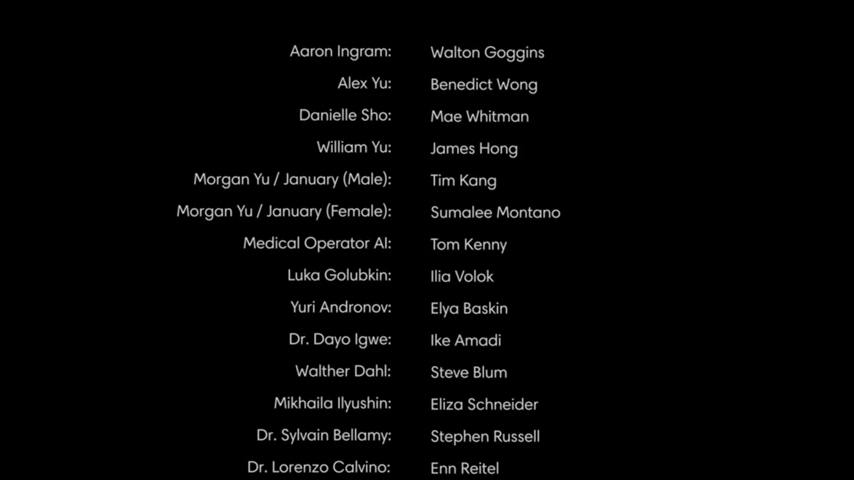 Aaron Ingram: Walton Goggins
Alex Yu: Benedict Wong
Danielle Sho: Mae Whitman
William Yu: James Hong
Morgan Yu / January (Male): Tim Kang
Morgan Yu / January (Female): Sumalee Montano
Medical Operator AI: Tom Kenny
Luka Golubkin: Ilia Volok
Yuri Andronov: Elya Baskin
Dr. Dayo Igwe: Ike Amadi
Walther Dahl: Steve Blum
Mikhaila Ilyushin: Eliza Schneider
Dr. Sylvain Bellamy: Stephen Russell
Dr. Lorenzo Calvino: Enn Reitel